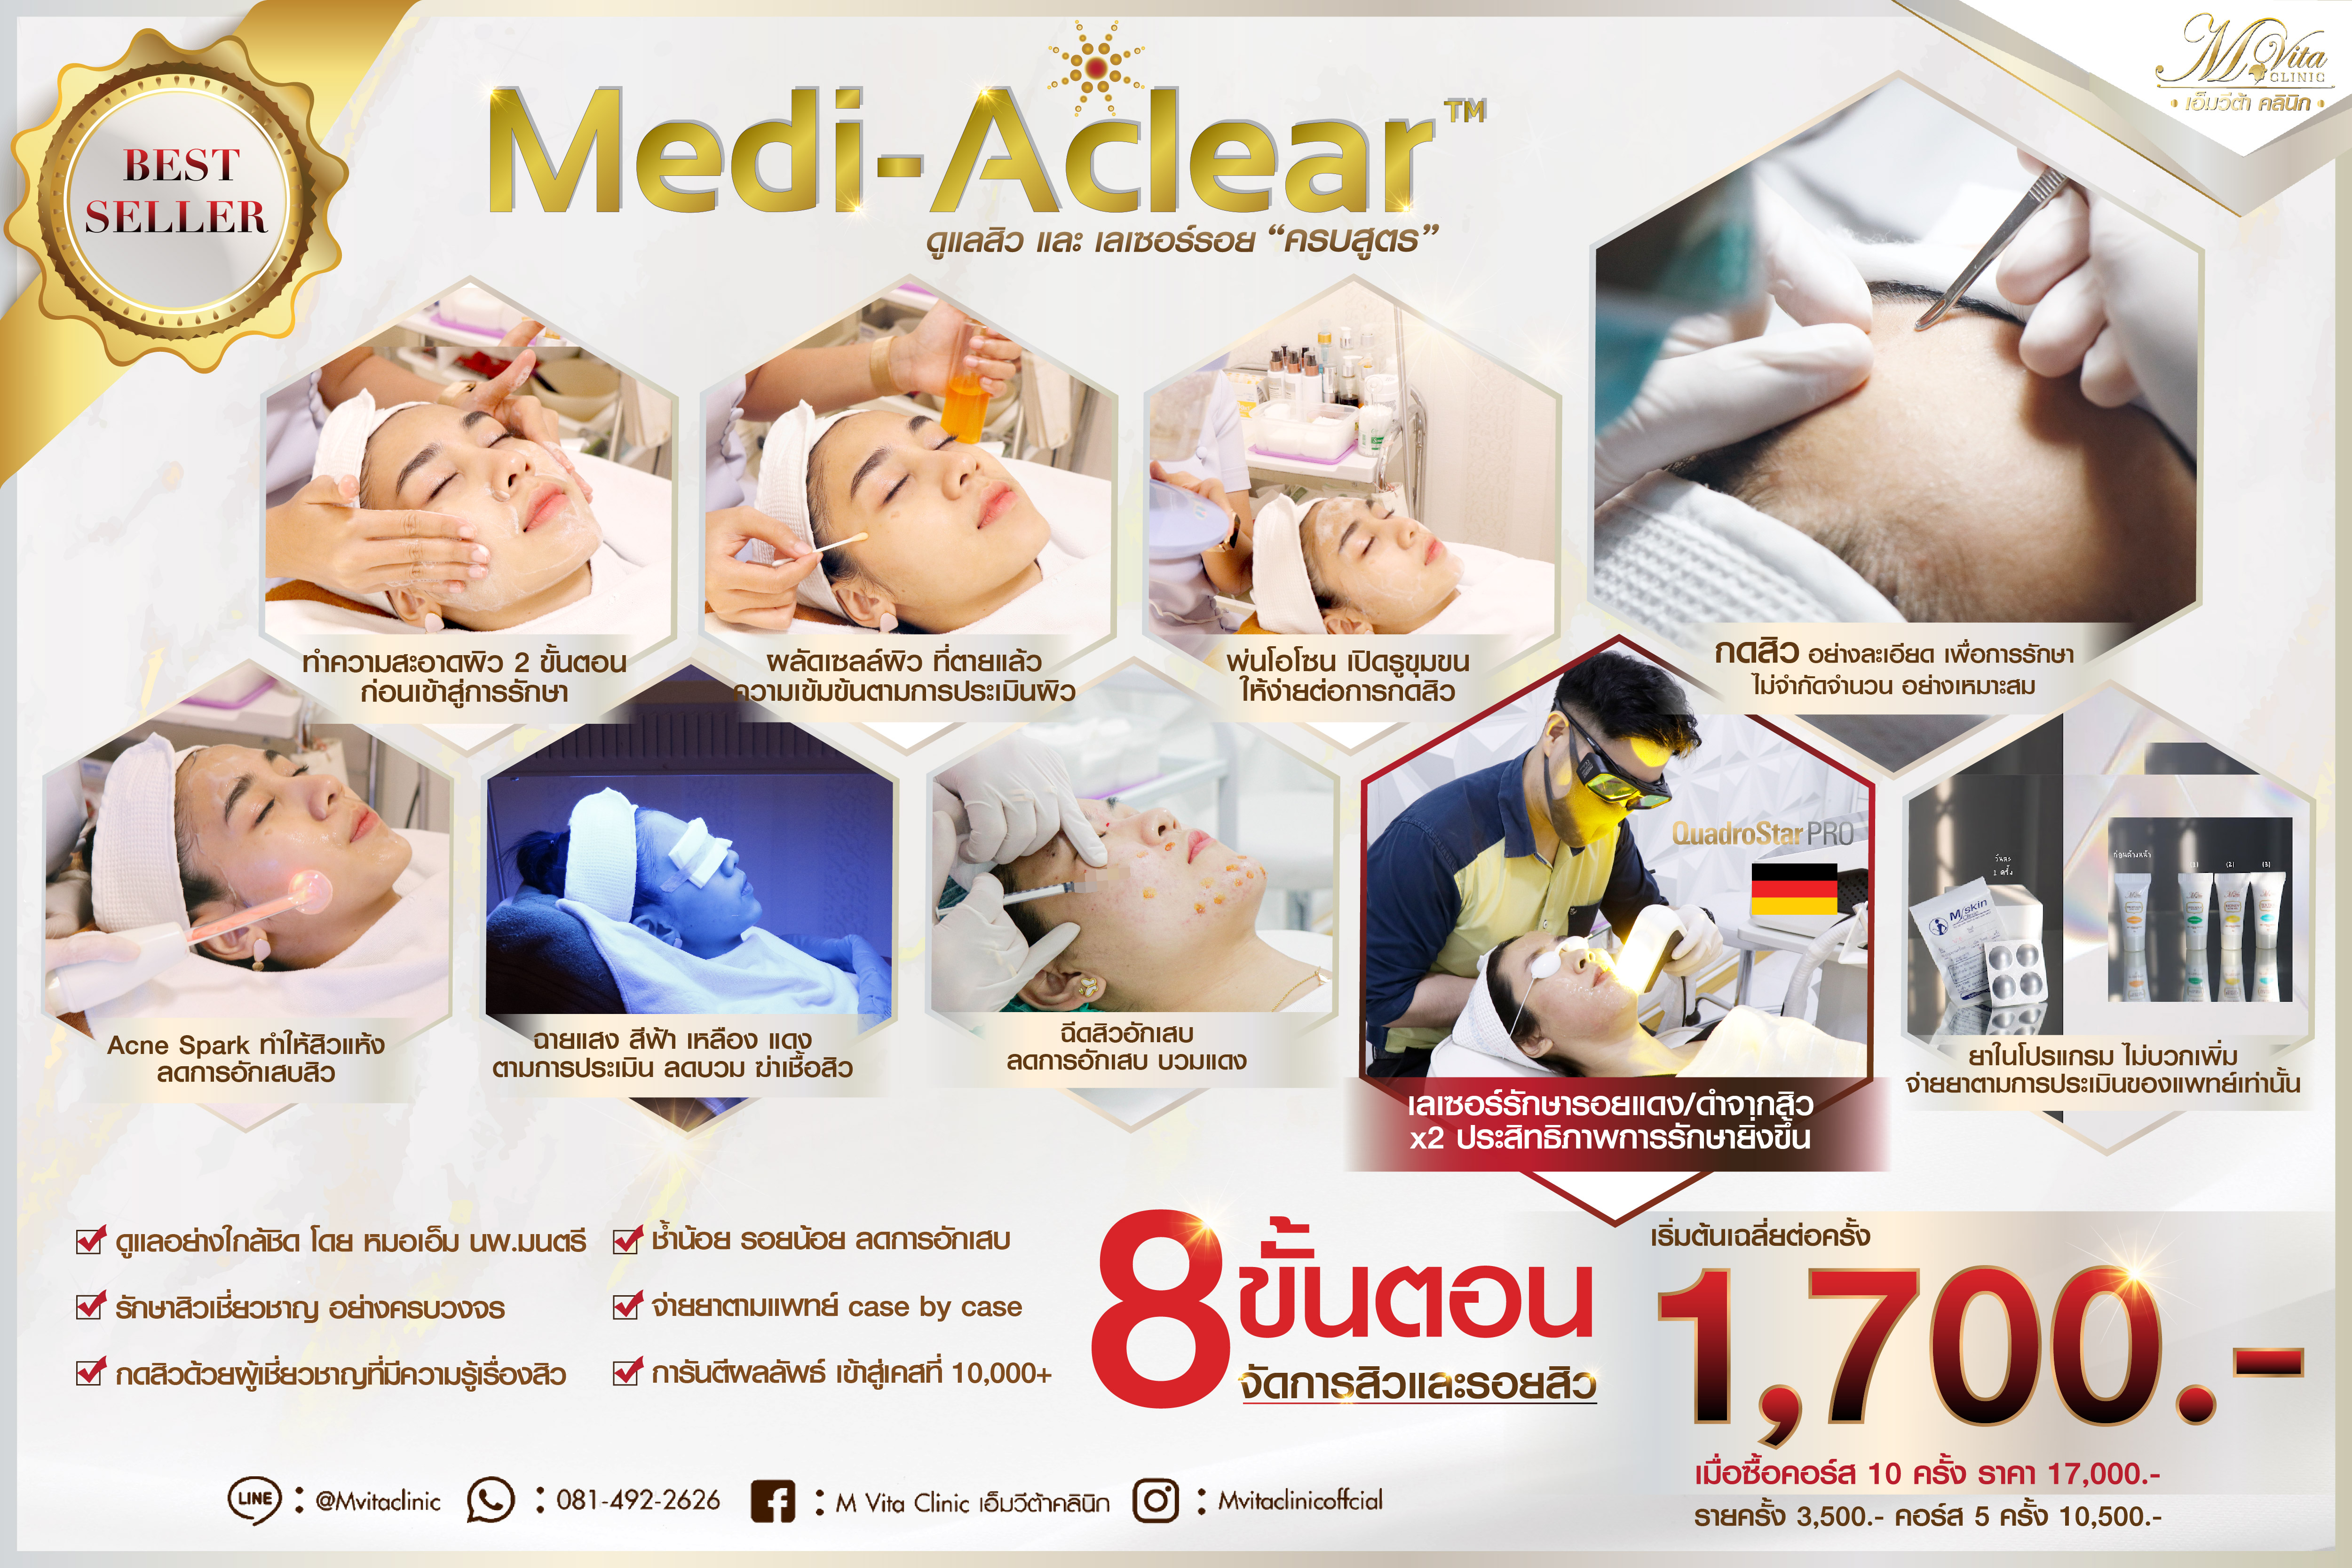 BEST
SELLER
Medi-Aclear™
ดูแลสิว และ เลเซอร์รอย “ครบสูตร”
M Vita
CLINIC
• เอ็มวีต้า คลินิก •
ทำความสะอาดผิว 2 ขั้นตอน
ก่อนเข้าสู่การรักษา
ผลัดเซลล์ผิว ที่ตายแล้ว
ความเข้มข้นตามการประเมินผิว
พ่นโอโซน เปิดรูขุมขน
ให้ง่ายต่อการกดสิว
กดสิว อย่างละเอียด เพื่อการรักษา
ไม่จำกัดจำนวน อย่างเหมาะสม
Acne Spark ทำให้สิวแห้ง
ลดการอักเสบสิว
ฉายแสง สีฟ้า เหลือง แดง
ตามการประเมิน ลดบวม ฆ่าเชื้อสิว
ฉีดสิวอักเสบ
ลดการอักเสบ บวมแดง
QuadroStarPRO
เลเซอร์รักษารอยแดง/ดำจากสิว
x2 ประสิทธิภาพการรักษายิ่งขึ้น
ก่อนล้างหน้า
วันละ
1 ครั้ง
(2)
(3)
M skin
ยาในโปรแกรม ไม่บวกเพิ่ม
จ่ายยาตามการประเมินของแพทย์เท่านั้น
ดูแลอย่างใกล้ชิด โดย หมอเอ็ม นพ.มนตรี
รักษาสิวเชี่ยวชาญ อย่างครบวงจร
กดสิวด้วยผู้เชี่ยวชาญที่มีความรู้เรื่องสิว
ช้ำน้อย รอยน้อย ลดการอักเสบ
จ่ายยาตามแพทย์ case by case
การันตีผลลัพธ์ เข้าสู่เคสที่ 10,000+
8 ขั้นตอน
จัดการสิวและรอยสิว
เริ่มต้นเฉลี่ยต่อครั้ง
1,700.-
เมื่อซื้อคอร์ส 10 ครั้ง ราคา 17,000.-
รายครั้ง 3,500.- คอร์ส 5 ครั้ง 10,500.-
LINE : @Mvitaclinic
: 081-492-2626
: M Vita Clinic เอ็มวีต้าคลินิก
: Mvitaclinicoffcial